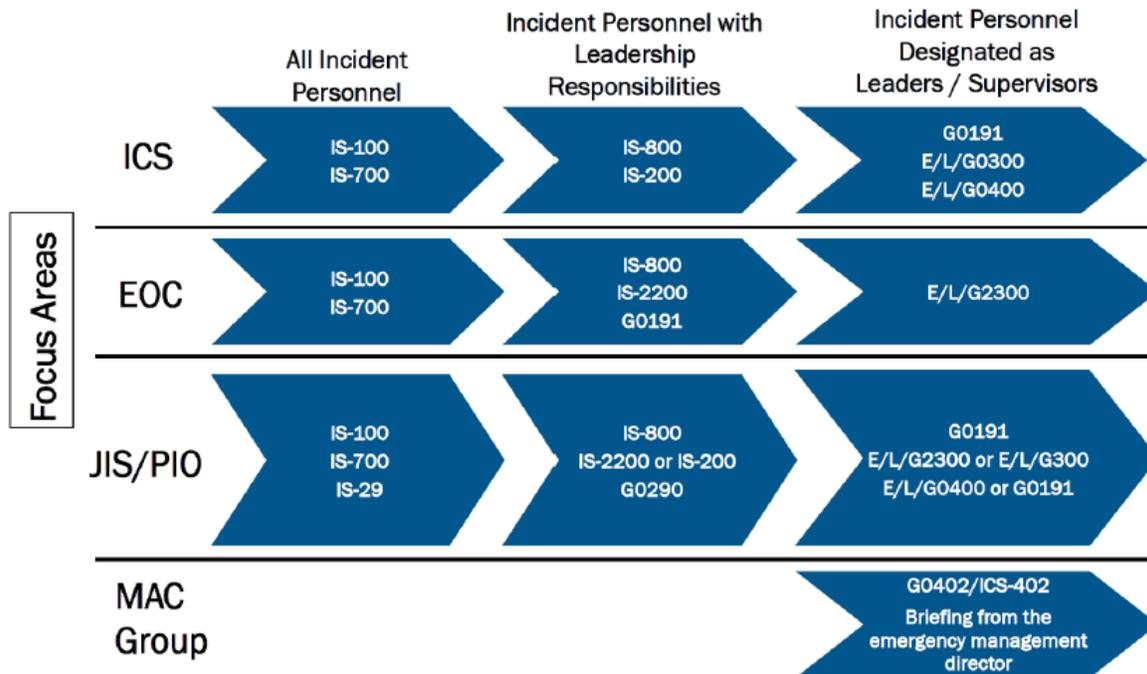 All Incident
Personnel
Incident Personnel with
Leadership
Responsibilities
Incident Personnel
Designated as
Leaders / Supervisors
Focus Areas
ICS
IS-100
IS-700
IS-800
IS-200
G0191
E/L/G0300
E/L/G0400
EOC
IS-100
IS-700
IS-800
IS-2200
G0191
E/L/G2300
JIS/PIO
IS-100
IS-700
IS-29
IS-800
IS-2200 or IS-200
G0290
G0191
E/L/G2300 or E/L/G300
E/L/G0400 or G0191
MAC
Group
G0402/ICS-402
Briefing from the
emergency management
director